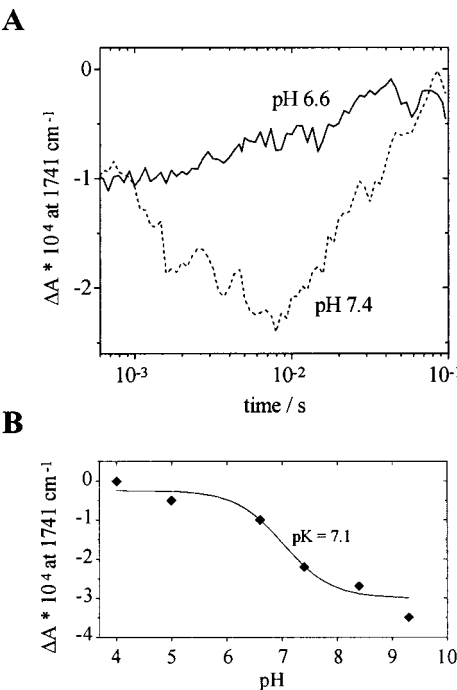 A
ΔA * 10⁴ at 1741 cm⁻¹
0
-1
-2
pH 6.6
pH 7.4
10⁻³
10⁻²
10⁻¹
time / s
B
ΔA * 10⁴ at 1741 cm⁻¹
0
-1
-2
-3
-4
pK = 7.1
4 5 6 7 8 9 10
pH